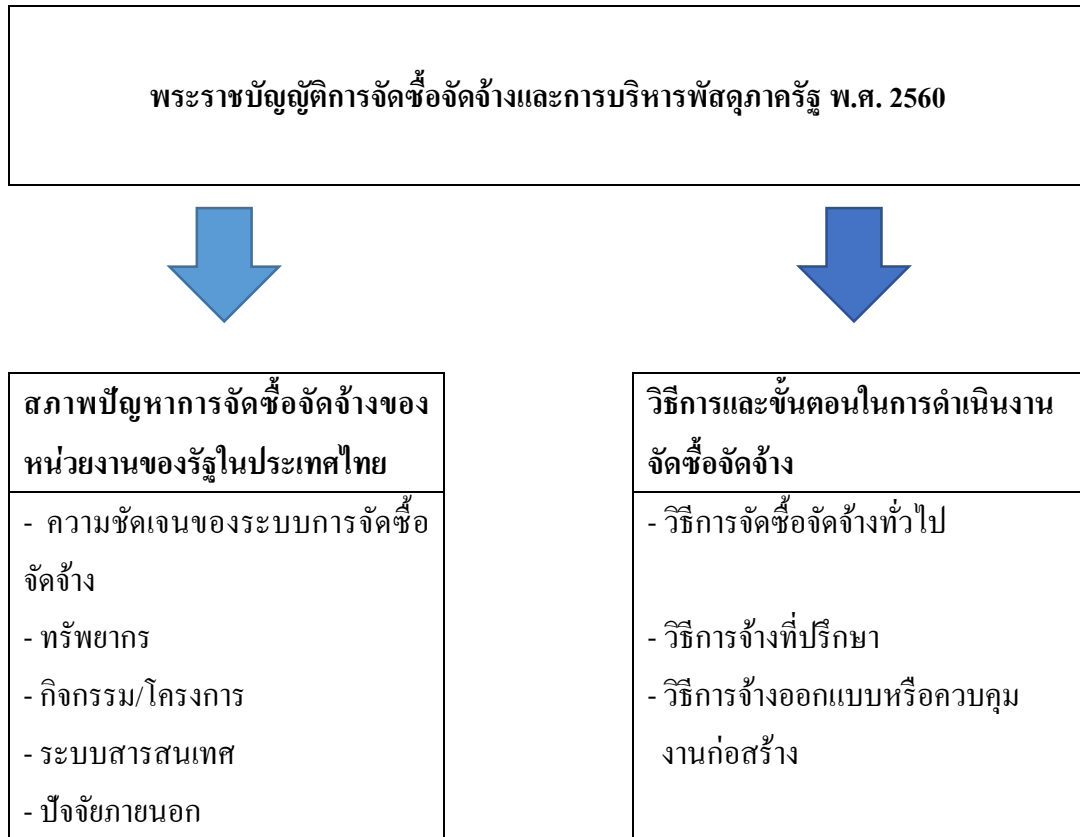 พระราชบัญญัติการจัดซื้อจัดจ้างและการบริหารพัสดุภาครัฐ พ.ศ. 2560
สภาพปัญหาการจัดซื้อจัดจ้างของ
หน่วยงานของรัฐในประเทศไทย
- ความชัดเจนของระบบการจัดซื้อ
จัดจ้าง
- ทรัพยากร
- กิจกรรม/โครงการ
- ระบบสารสนเทศ
- ปัจจัยภายนอก
วิธีการและขั้นตอนในการดำเนินงาน
จัดซื้อจัดจ้าง
- วิธีการจัดซื้อจัดจ้างทั่วไป
- วิธีการจ้างที่ปรึกษา
- วิธีการจ้างออกแบบหรือควบคุม
งานก่อสร้าง